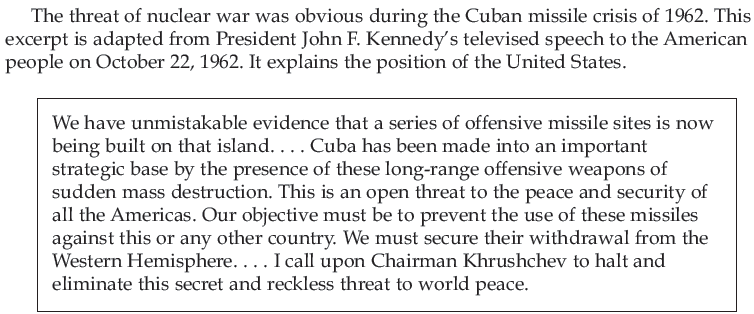 The threat of nuclear war was obvious during the Cuban missile crisis of 1962. This
excerpt is adapted from President John F. Kennedy's televised speech to the American
people on October 22, 1962. It explains the position of the United States.
We have unmistakable evidence that a series of offensive missile sites is now
being built on that island. . . . Cuba has been made into an important
strategic base by the presence of these long-range offensive weapons of
sudden mass destruction. This is an open threat to the peace and security of
all the Americas. Our objective must be to prevent the use of these missiles
against this or any other country. We must secure their withdrawal from the
Western Hemisphere. . . . I call upon Chairman Khrushchev to halt and
eliminate this secret and reckless threat to world peace.